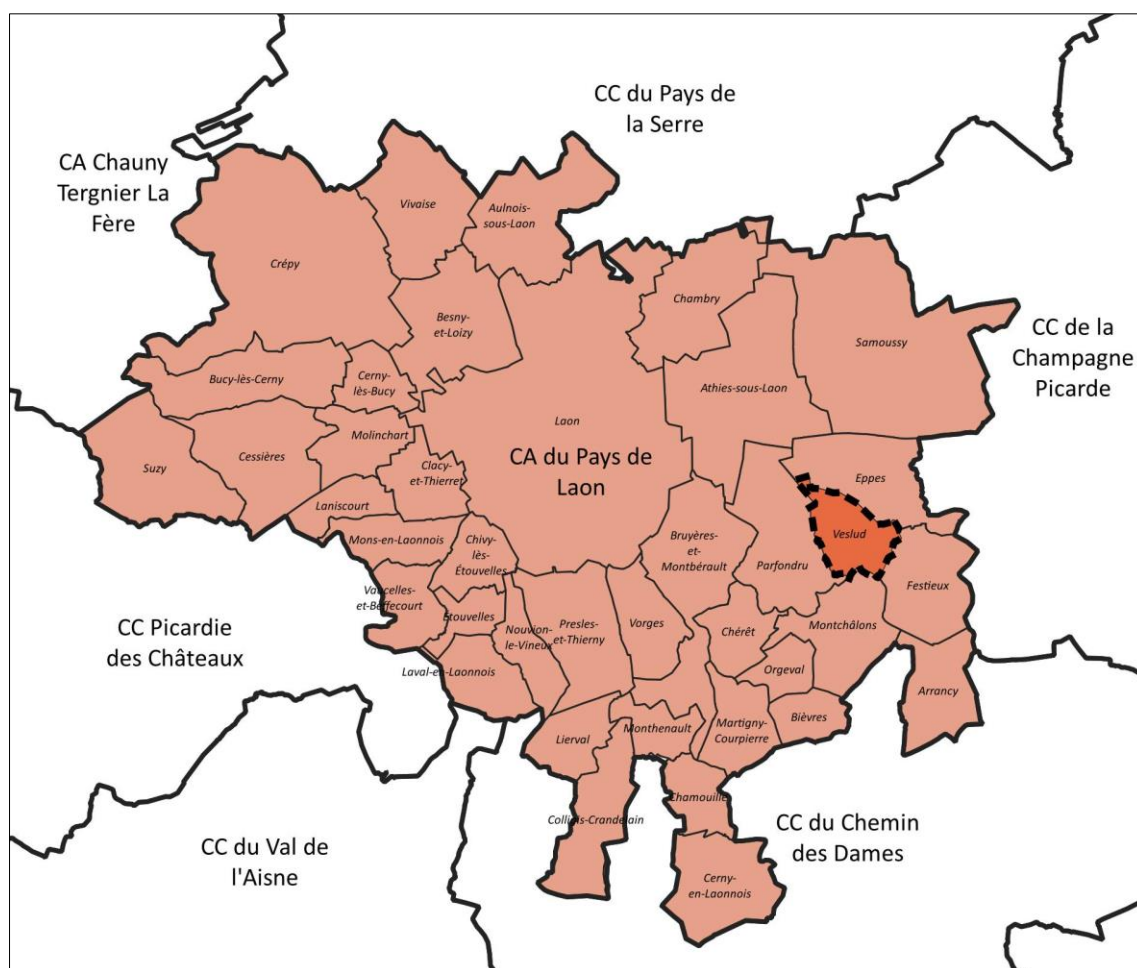 CC du Pays de
la Serre
CA Chauny
Tergnier La
Fère
Vivaise
Aulnois-
sous-Laon
Crépy
Chambry
Besny-
et-Loizy
Samoussy
CC de la
Champagne
Picarde
Bucy-lès-Cerny
Cerny-
lès-Bucy
Athies-sous-Laon
Laon
Molinchart
CA du Pays de
Laon
Suzy
Cessières
Clacy-
et-Thierret
Eppes
Laniscourt
Veslud
Mons-en-Laonnois
Chivy-
lès-
Étouvelles
Bruyères-
et-
Montbérault
Parfondru
Festieux
Vaucelles-
et-Beffecourt
Étouvelles
Nouvion-
le-Vineux
Presles-
et-Thierny
Vorges
Chérêt
Montchâlons
CC Picardie
des Châteaux
Laval-en-Laonnois
Orgeval
Arrancy
Lierval
Monthenault
Martigny-
Courpierre
Bièvres
Chamouille
Colligis-Crandelain
CC du Val de
l'Aisne
CC du Chemin
des Dames
Cerny-
en-Laonnois